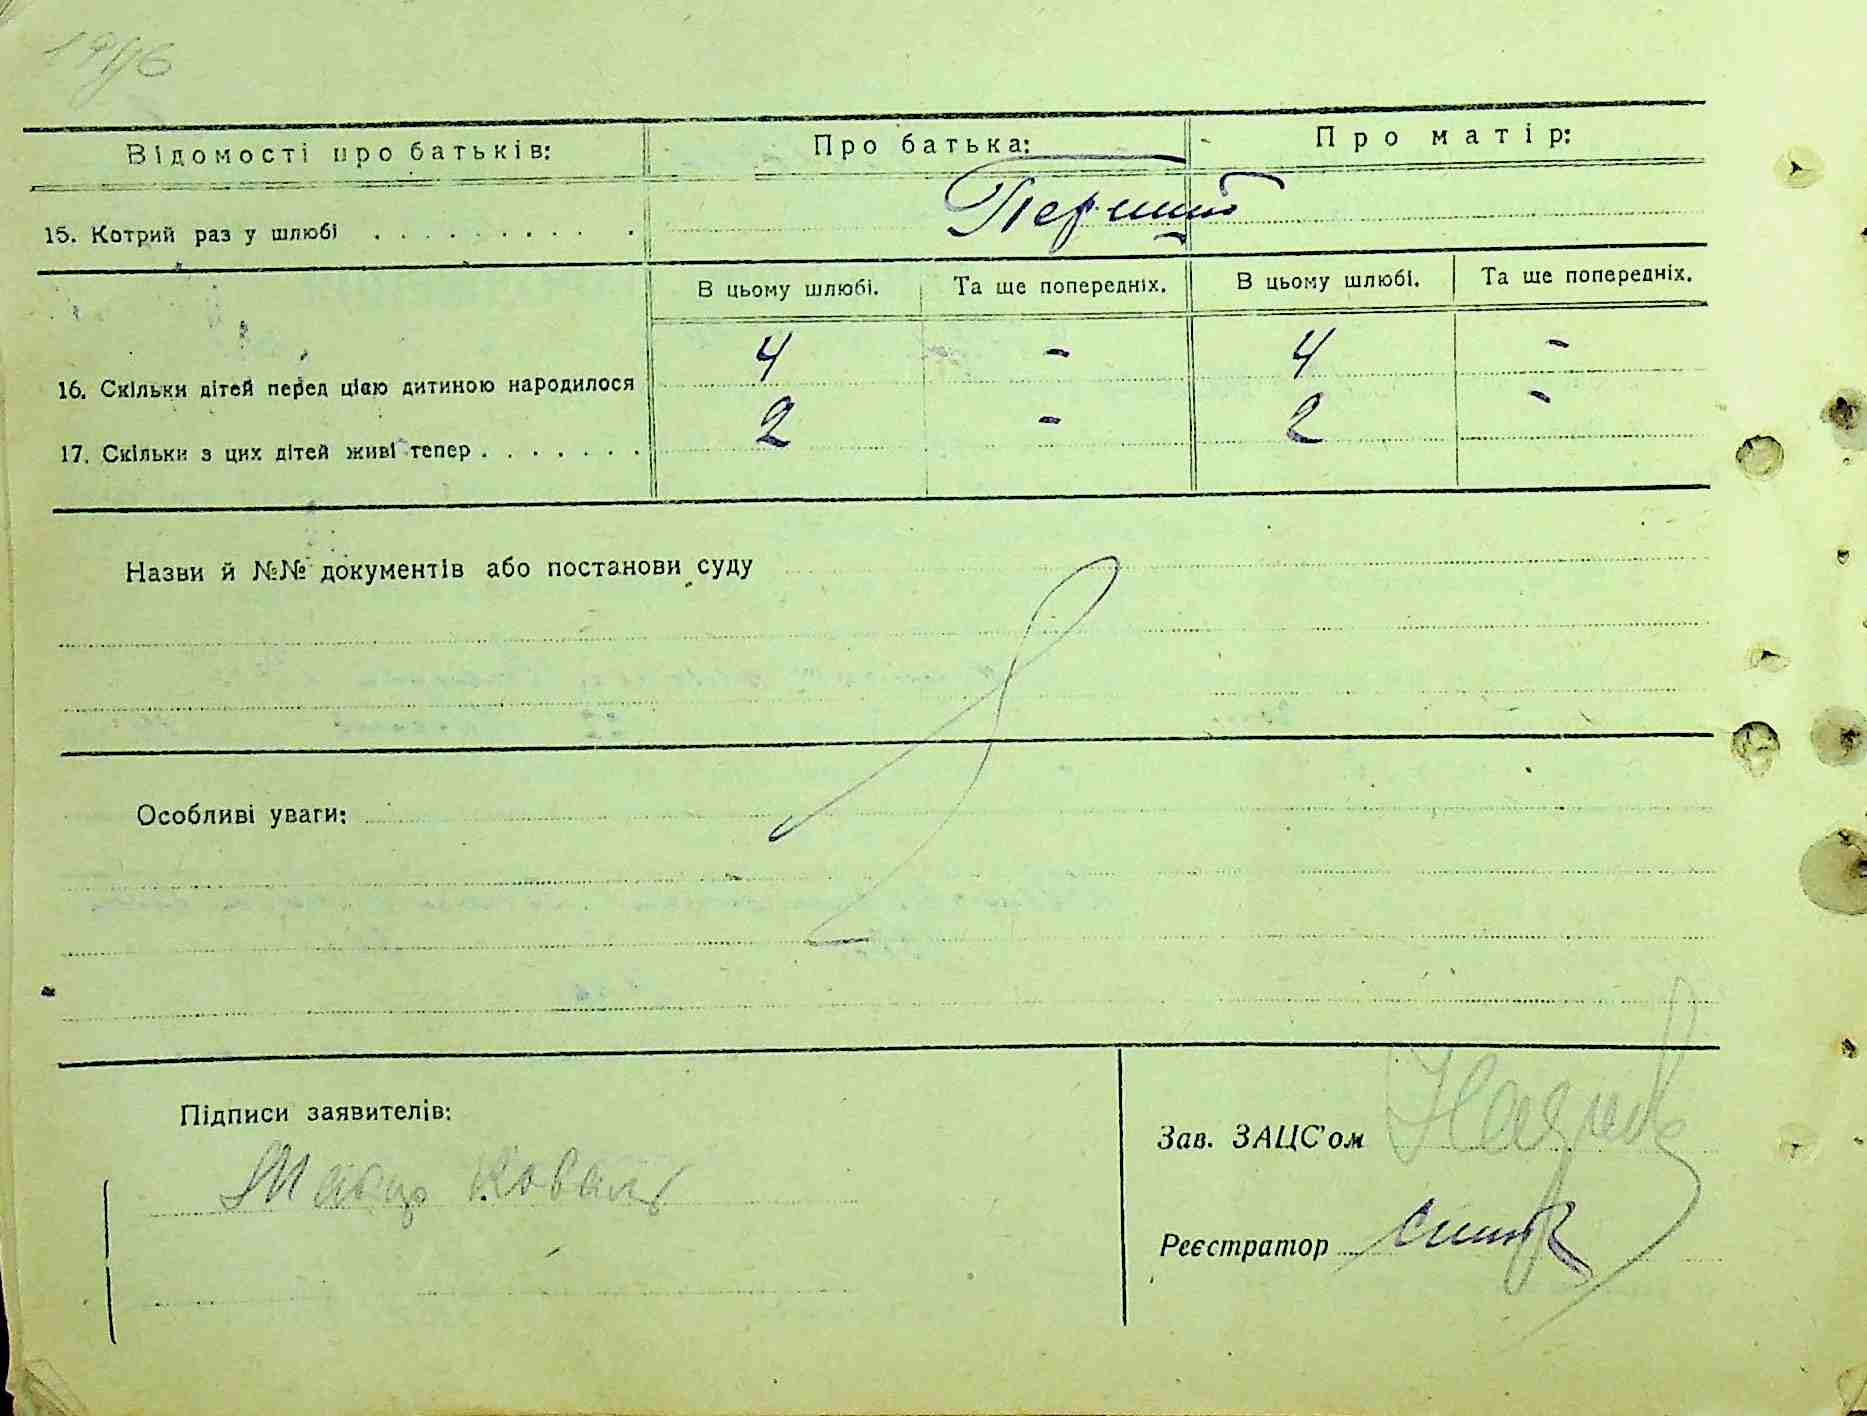 Відомості про батьків: Про батька: Про матір:
15. Котрий раз у шлюбі . . . . . . . . . . Перший
В цьому шлюбі. Та ще попередніх. В цьому шлюбі. Та ще попередніх.
16. Скільки дітей перед цією дитиною народилося 4 - 4 -
17. Скільки з цих дітей живі тепер . . . . . . . 2 - 2 -
Назви й №№ документів або постанови суду
Особливі уваги:
Підписи заявителів:
Зав. ЗАЦС'ом
Коваль
Реєстратор